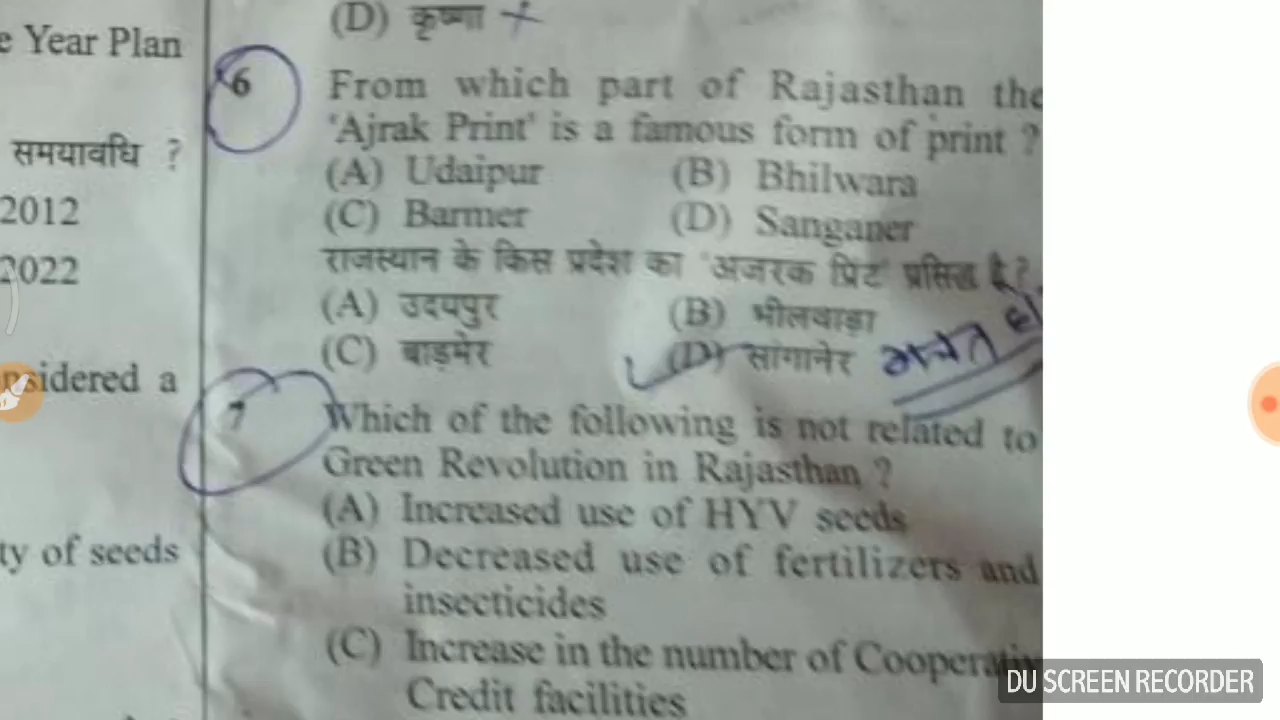 e Year Plan
समयावधि ?
2012
2022
nsidered a
ty of seeds
(D) कृष्णा
6
From which part of Rajasthan the
'Ajrak Print' is a famous form of print ?
(A) Udaipur (B) Bhilwara
(C) Barmer (D) Sanganer
राजस्थान के किस प्रदेश का 'अजरक प्रिंट' प्रसिद्ध है ?
(A) उदयपुर (B) भीलवाड़ा
(C) बाड़मेर (D) सांगानेर
7
Which of the following is not related to
Green Revolution in Rajasthan ?
(A) Increased use of HYV seeds
(B) Decreased use of fertilizers and
insecticides
(C) Increase in the number of Cooperativ
Credit facilities
DU SCREEN RECORDER